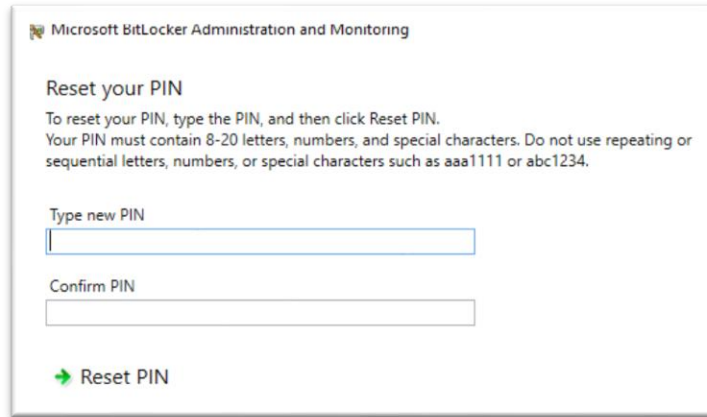 Microsoft BitLocker Administration and Monitoring
Reset your PIN
To reset your PIN, type the PIN, and then click Reset PIN.
Your PIN must contain 8-20 letters, numbers, and special characters. Do not use repeating or
sequential letters, numbers, or special characters such as aaa1111 or abc1234.
Type new PIN
Confirm PIN
Reset PIN